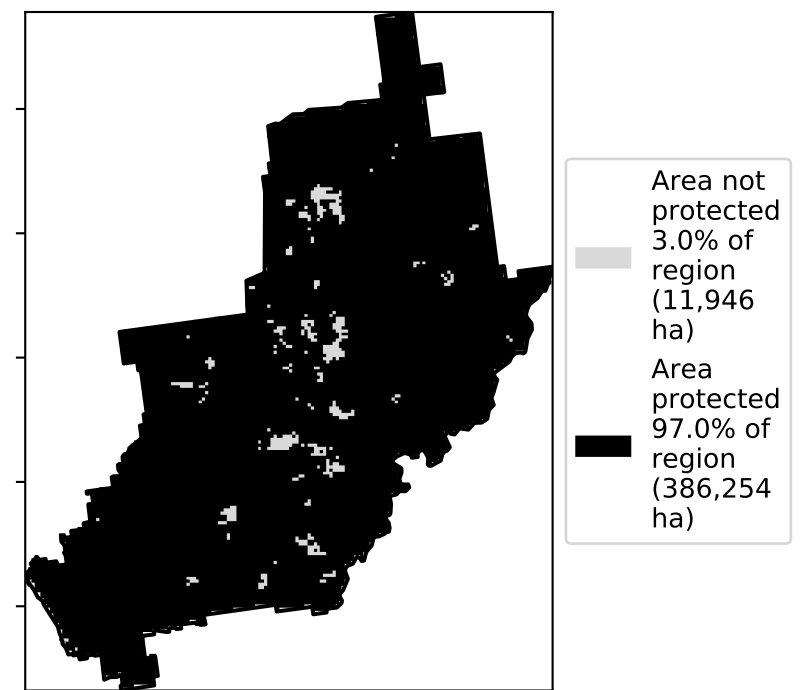 Area not
protected
3.0% of
region
(11,946
ha)
Area
protected
97.0% of
region
(386,254
ha)